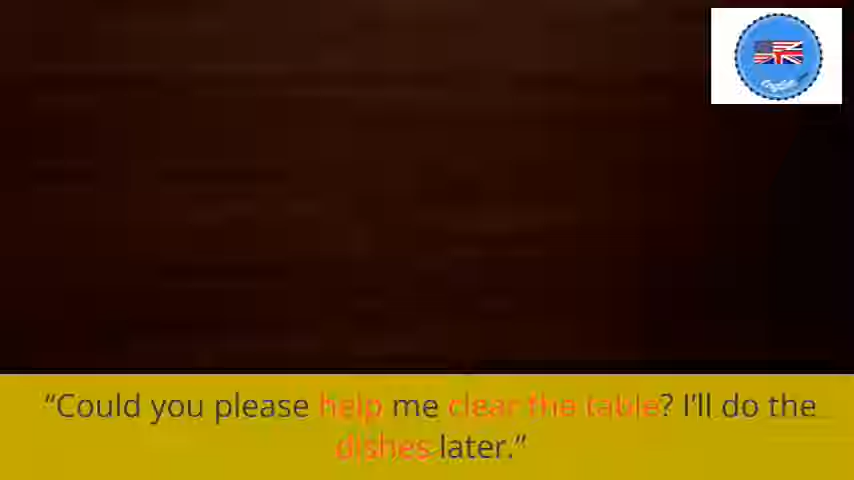 “Could you please help me clear the table? I’ll do the
dishes later.”